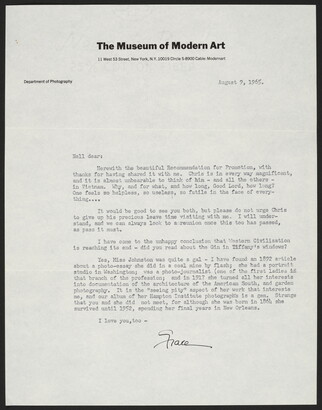 The Museum of Modern Art
11 West 53 Street, New York, N.Y. 10019 Circle 5-8900 Cable: Modernart
Department of Photography
August 9, 1965.
Nell dear:
Herewith the beautiful Recommendation for Promotion, with
thanks for having shared it with me. Chris is in every way magnificent,
and it is almost unbearable to think of him - and all the others -
in Vietnam. Why, and for what, and how long, Good Lord, how long?
One feels so helpless, so useless, so futile in the face of every-
thing....
It would be good to see you both, but please do not urge Chris
to give up his precious leave time visiting with me. I will under-
stand, and we can always look to a reunion once this too has passed,
as pass it must.
I have come to the unhappy conclusion that Western Civilization
is reaching its end - did you read about the Gin in Tiffany's windows!
Yes, Miss Johnston was quite a gal - I have found an 1892 article
about a photo-essay she did in a coal mine by flash; she had a portrait
studio in Washington; was a photo-journalist (one of the first ladies in
that branch of the profession; and in 1917 she turned all her interests
into documentation of the architecture of the American South, and garden
photography. It is the "seeing pig" aspect of her work that interests
me, and our album of her Hampton Institute photographs is a gem. Strange
that you and she did not meet, for although she was born in 1864 she
survived until 1952, spending her final years in New Orleans.
I love you, too -
Grace